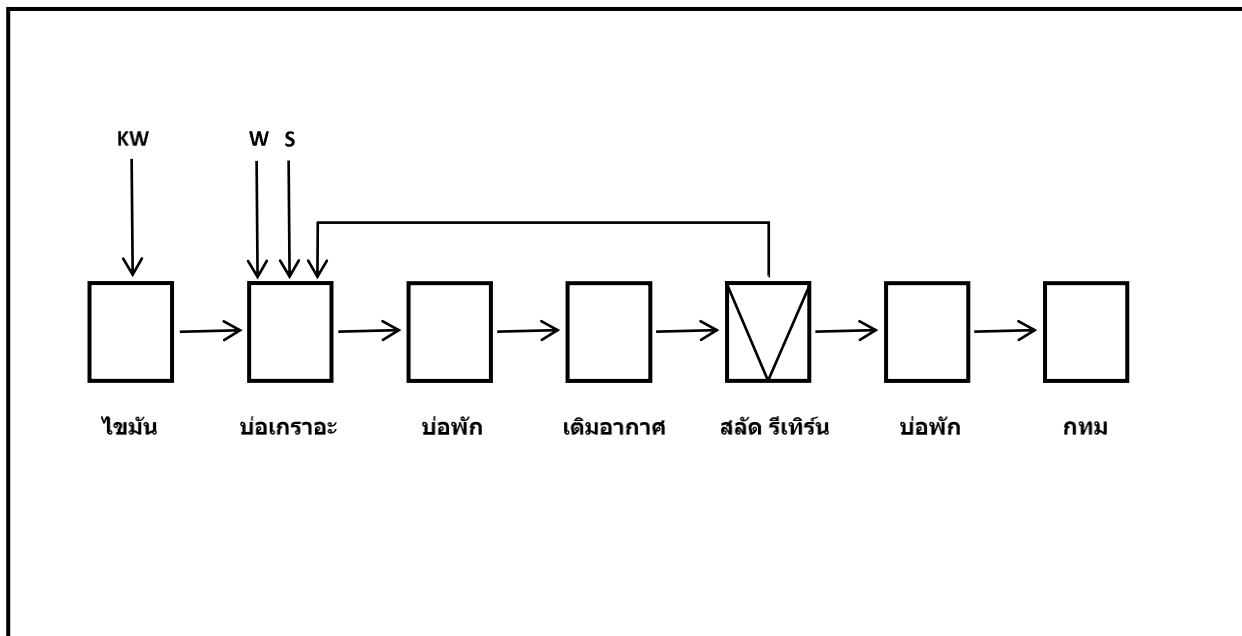 KW W S
ไขมัน บ่อเกราอะ บ่อพัก เดิมอากาศ สลัด รีเทิร์น บ่อพัก กทม